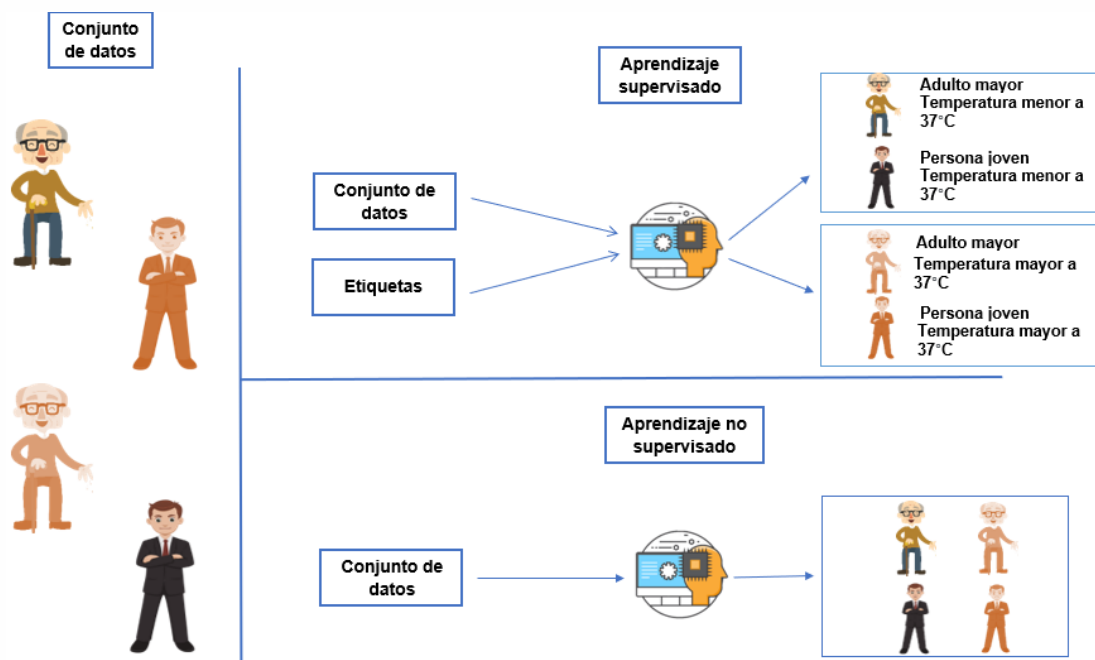 Conjunto
de datos
Aprendizaje
supervisado
Conjunto de
datos
Etiquetas
Adulto mayor
Temperatura menor a
37°C
Persona joven
Temperatura menor a
37°C
Adulto mayor
Temperatura mayor a
37°C
Persona joven
Temperatura mayor a
37°C
Aprendizaje no
supervisado
Conjunto de
datos